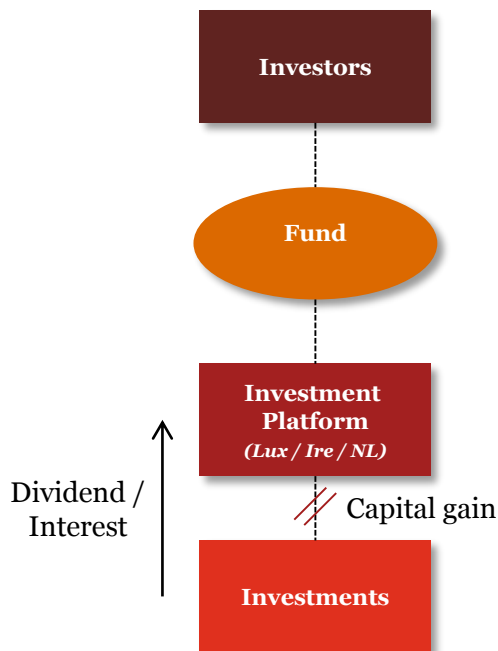 Investors
Fund
Investment
Platform
(Lux / Ire / NL)
Dividend /
Interest
Capital gain
Investments